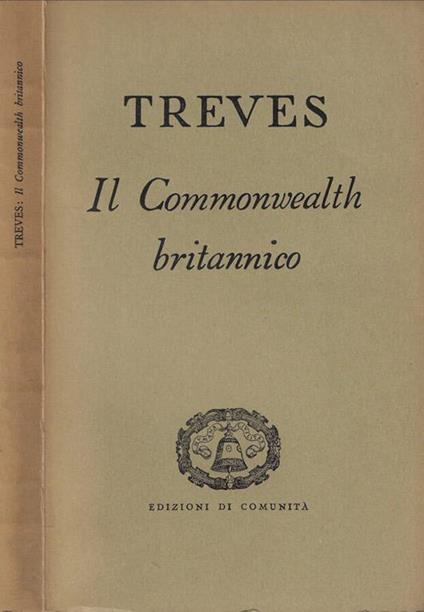 TREVES: Il Commonwealth britannico
TREVES
Il Commonwealth
britannico
EDIZIONI DI COMUNITÀ